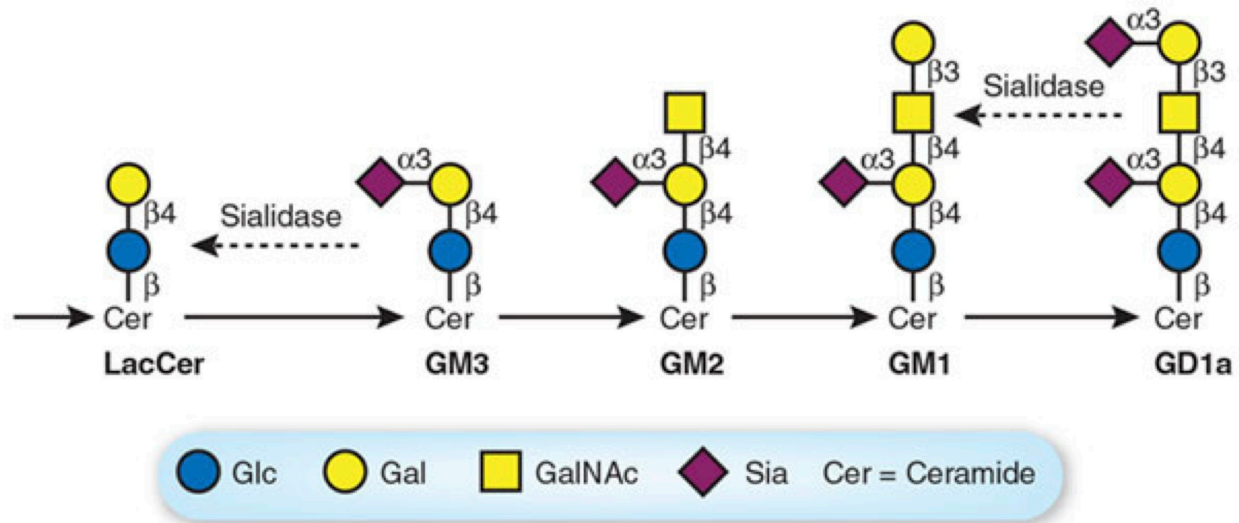 α3
β3
Sialidase
β4
α3
β4
β
Cer
GD1a
β3
β4
α3
β4
β
Cer
GM1
β4
α3
β4
β
Cer
GM2
α3
β4
Sialidase
β
Cer
GM3
β4
β
Cer
LacCer
Glc Gal GalNAc Sia Cer = Ceramide